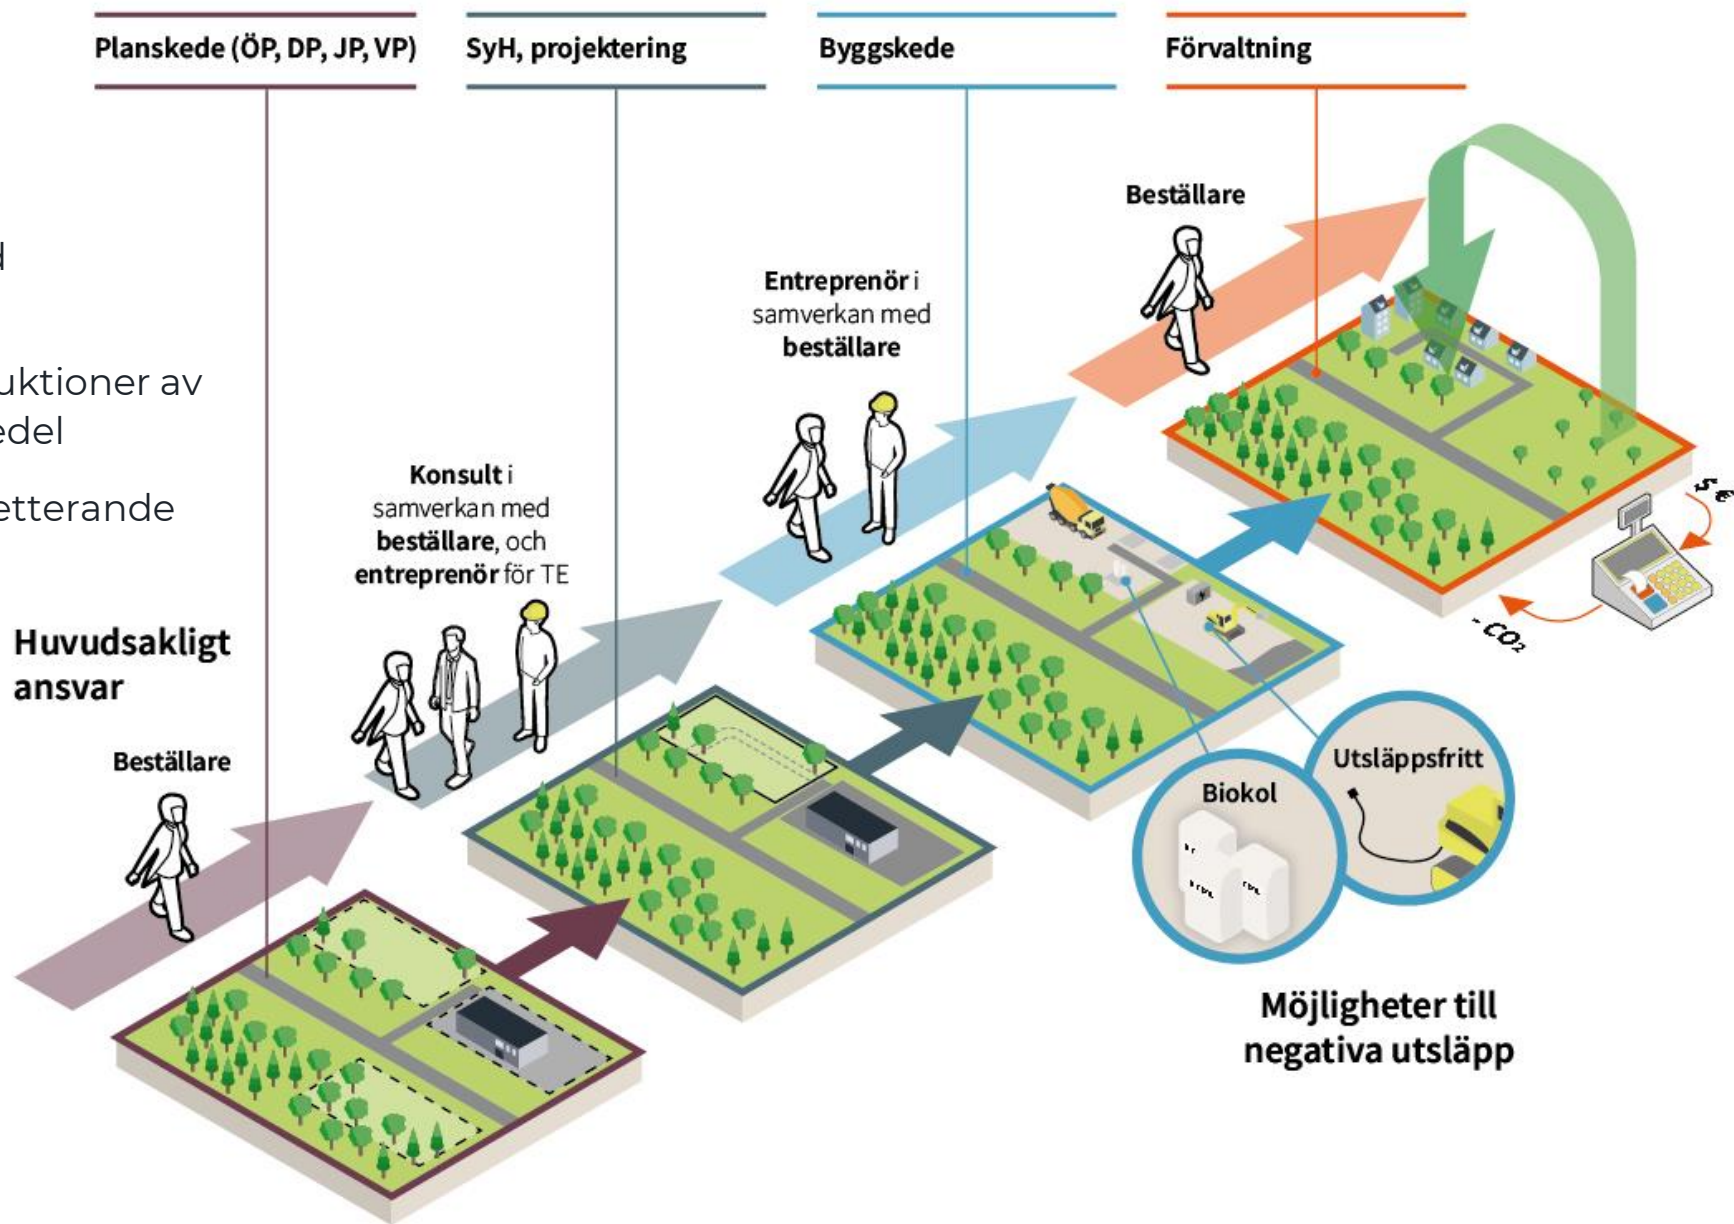 Planskede (ÖP, DP, JP, VP)
SyH, projektering
Byggskede
Förvaltning
uktioner av
edel
etterande
Huvudsakligt
ansvar
Beställare
Konsult i
samverkan med
beställare, och
entreprenör för TE
Entreprenör i
samverkan med
beställare
Beställare
$ €
- CO₂
Biokol
Utsläppsfritt
Möjligheter till
negativa utsläpp